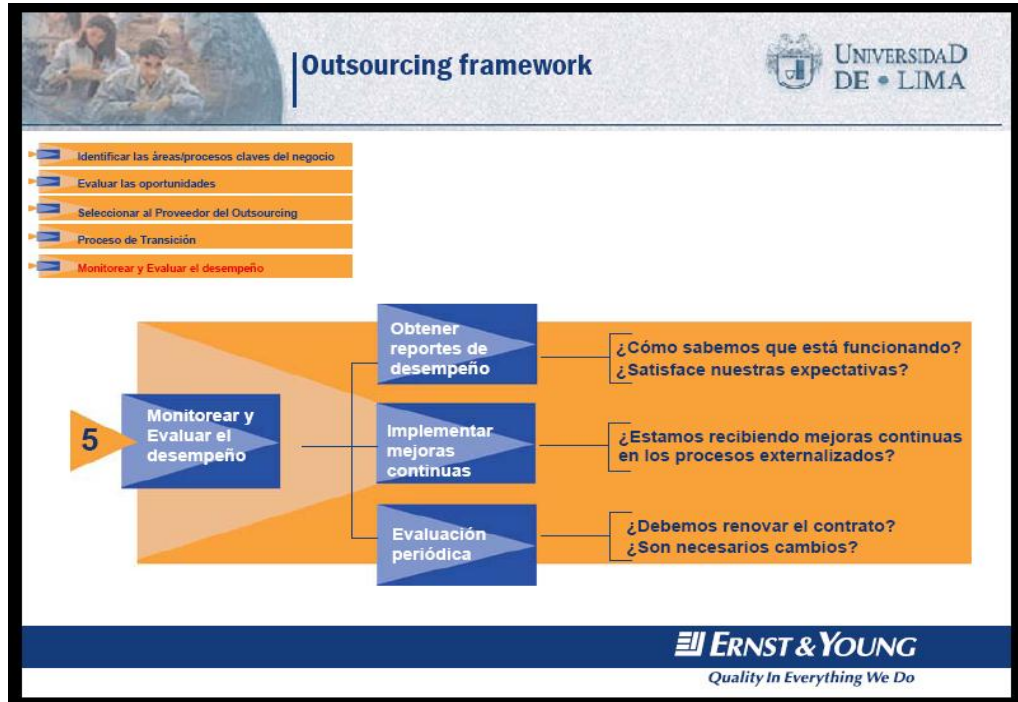 Outsourcing framework
UNIVERSIDAD
DE • LIMA
Identificar las áreas/procesos claves del negocio
Evaluar las oportunidades
Seleccionar al Proveedor del Outsourcing
Proceso de Transición
Monitorear y Evaluar el desempeño
5
Monitorear y
Evaluar el
desempeño
Obtener
reportes de
desempeño
¿Cómo sabemos que está funcionando?
¿Satisface nuestras expectativas?
Implementar
mejoras
continuas
¿Estamos recibiendo mejoras continuas
en los procesos externalizados?
Evaluación
periódica
¿Debemos renovar el contrato?
¿Son necesarios cambios?
ERNST & YOUNG
Quality In Everything We Do